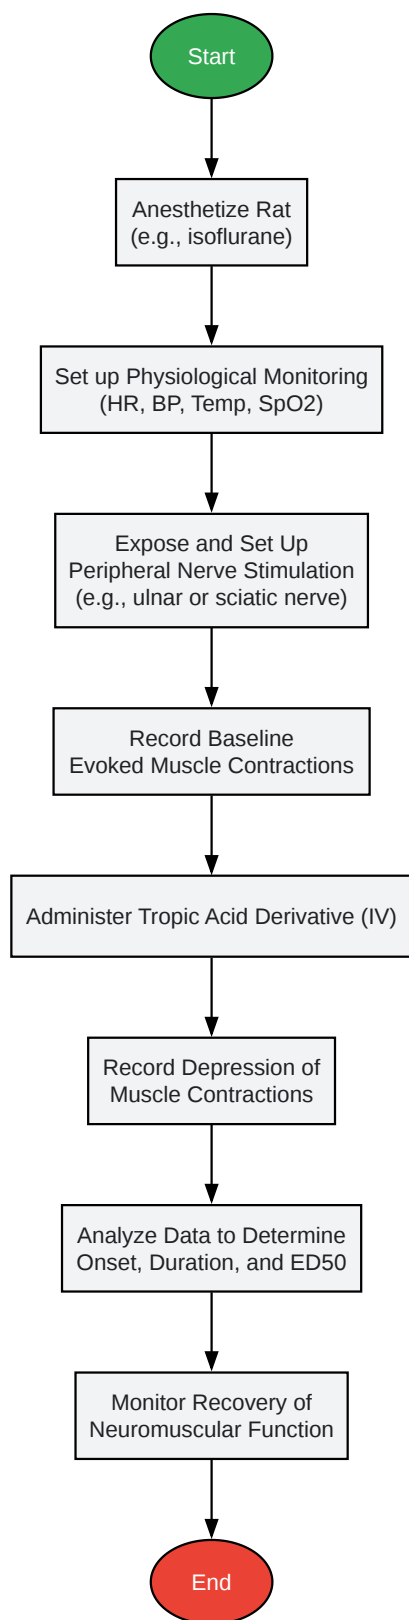 Start
Anesthetize Rat
(e.g., isoflurane)
Set up Physiological Monitoring
(HR, BP, Temp, SpO2)
Expose and Set Up
Peripheral Nerve Stimulation
(e.g., ulnar or sciatic nerve)
Record Baseline
Evoked Muscle Contractions
Administer Tropic Acid Derivative (IV)
Record Depression of
Muscle Contractions
Analyze Data to Determine
Onset, Duration, and ED50
Monitor Recovery of
Neuromuscular Function
End